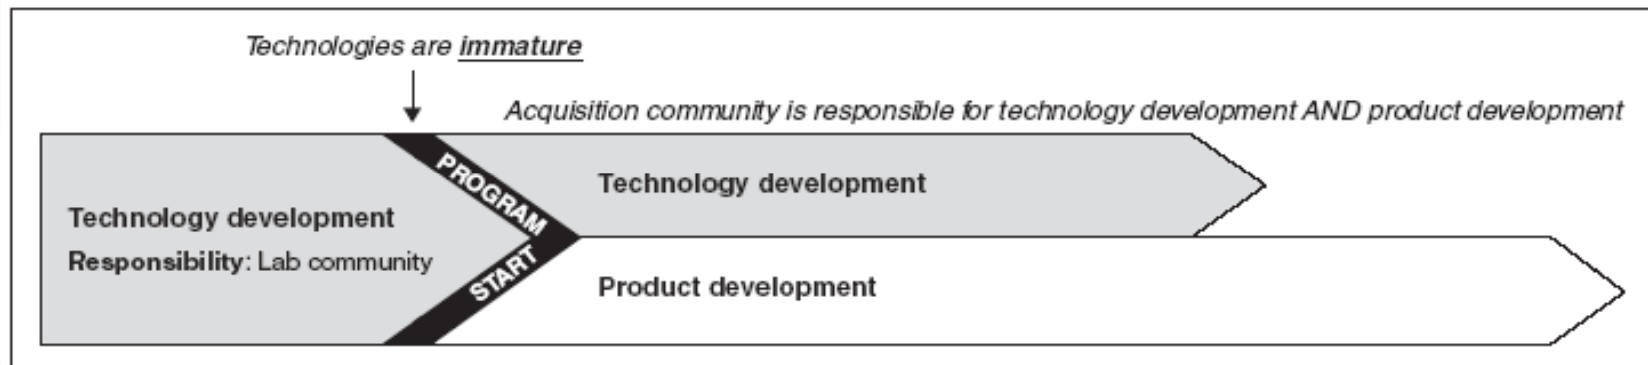 Technologies are immature
Acquisition community is responsible for technology development AND product development
PROGRAM
START
Technology development
Responsibility: Lab community
Technology development
Product development